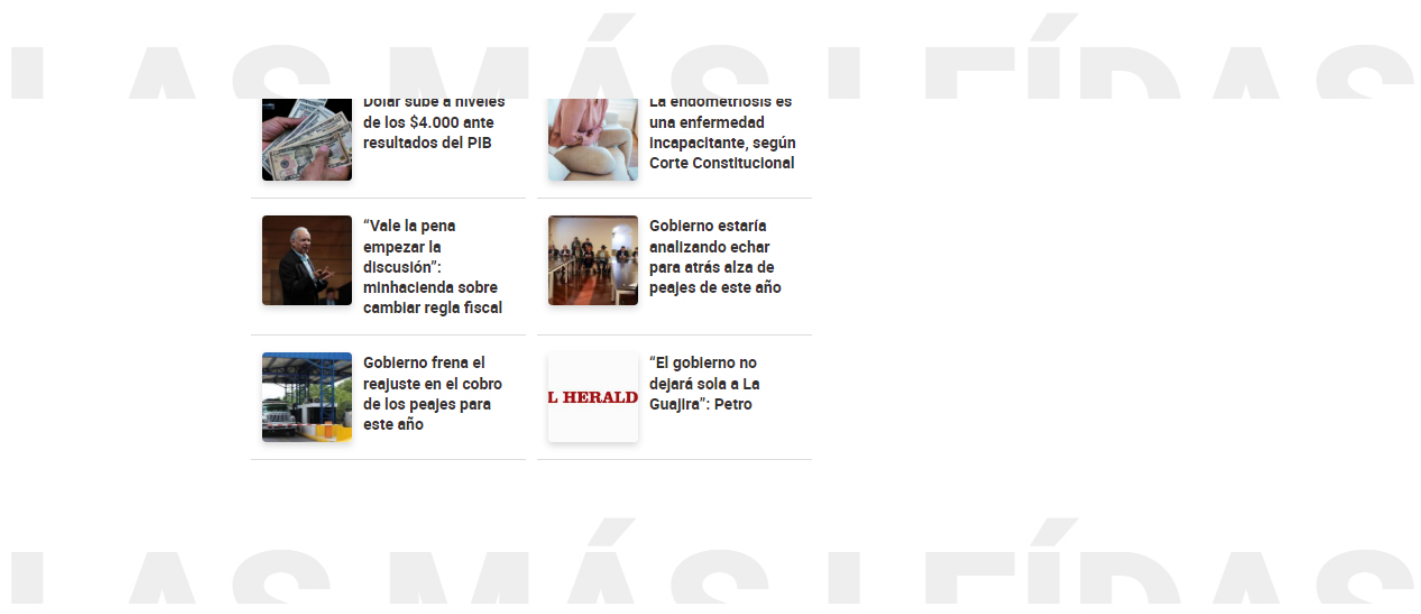 LAS MÁS LEÍDAS
Dólar sube a niveles
de los $4.000 ante
resultados del PIB
La endometriosis es
una enfermedad
incapacitante, según
Corte Constitucional
“Vale la pena
empezar la
discusión”:
minhacienda sobre
cambiar regla fiscal
Gobierno estaría
analizando echar
para atrás alza de
peajes de este año
Gobierno frena el
reajuste en el cobro
de los peajes para
este año
L HERALD
“El gobierno no
dejará sola a La
Guajira”: Petro
LAS MÁS LEÍDAS